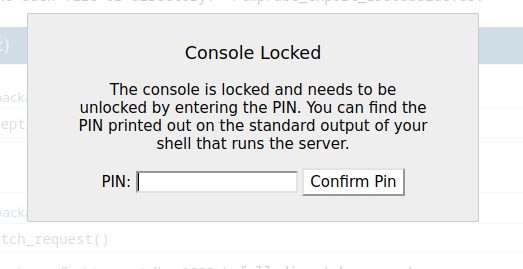 Console Locked
The console is locked and needs to be
unlocked by entering the PIN. You can find the
PIN printed out on the standard output of your
shell that runs the server.
PIN: Confirm Pin
tch_request()